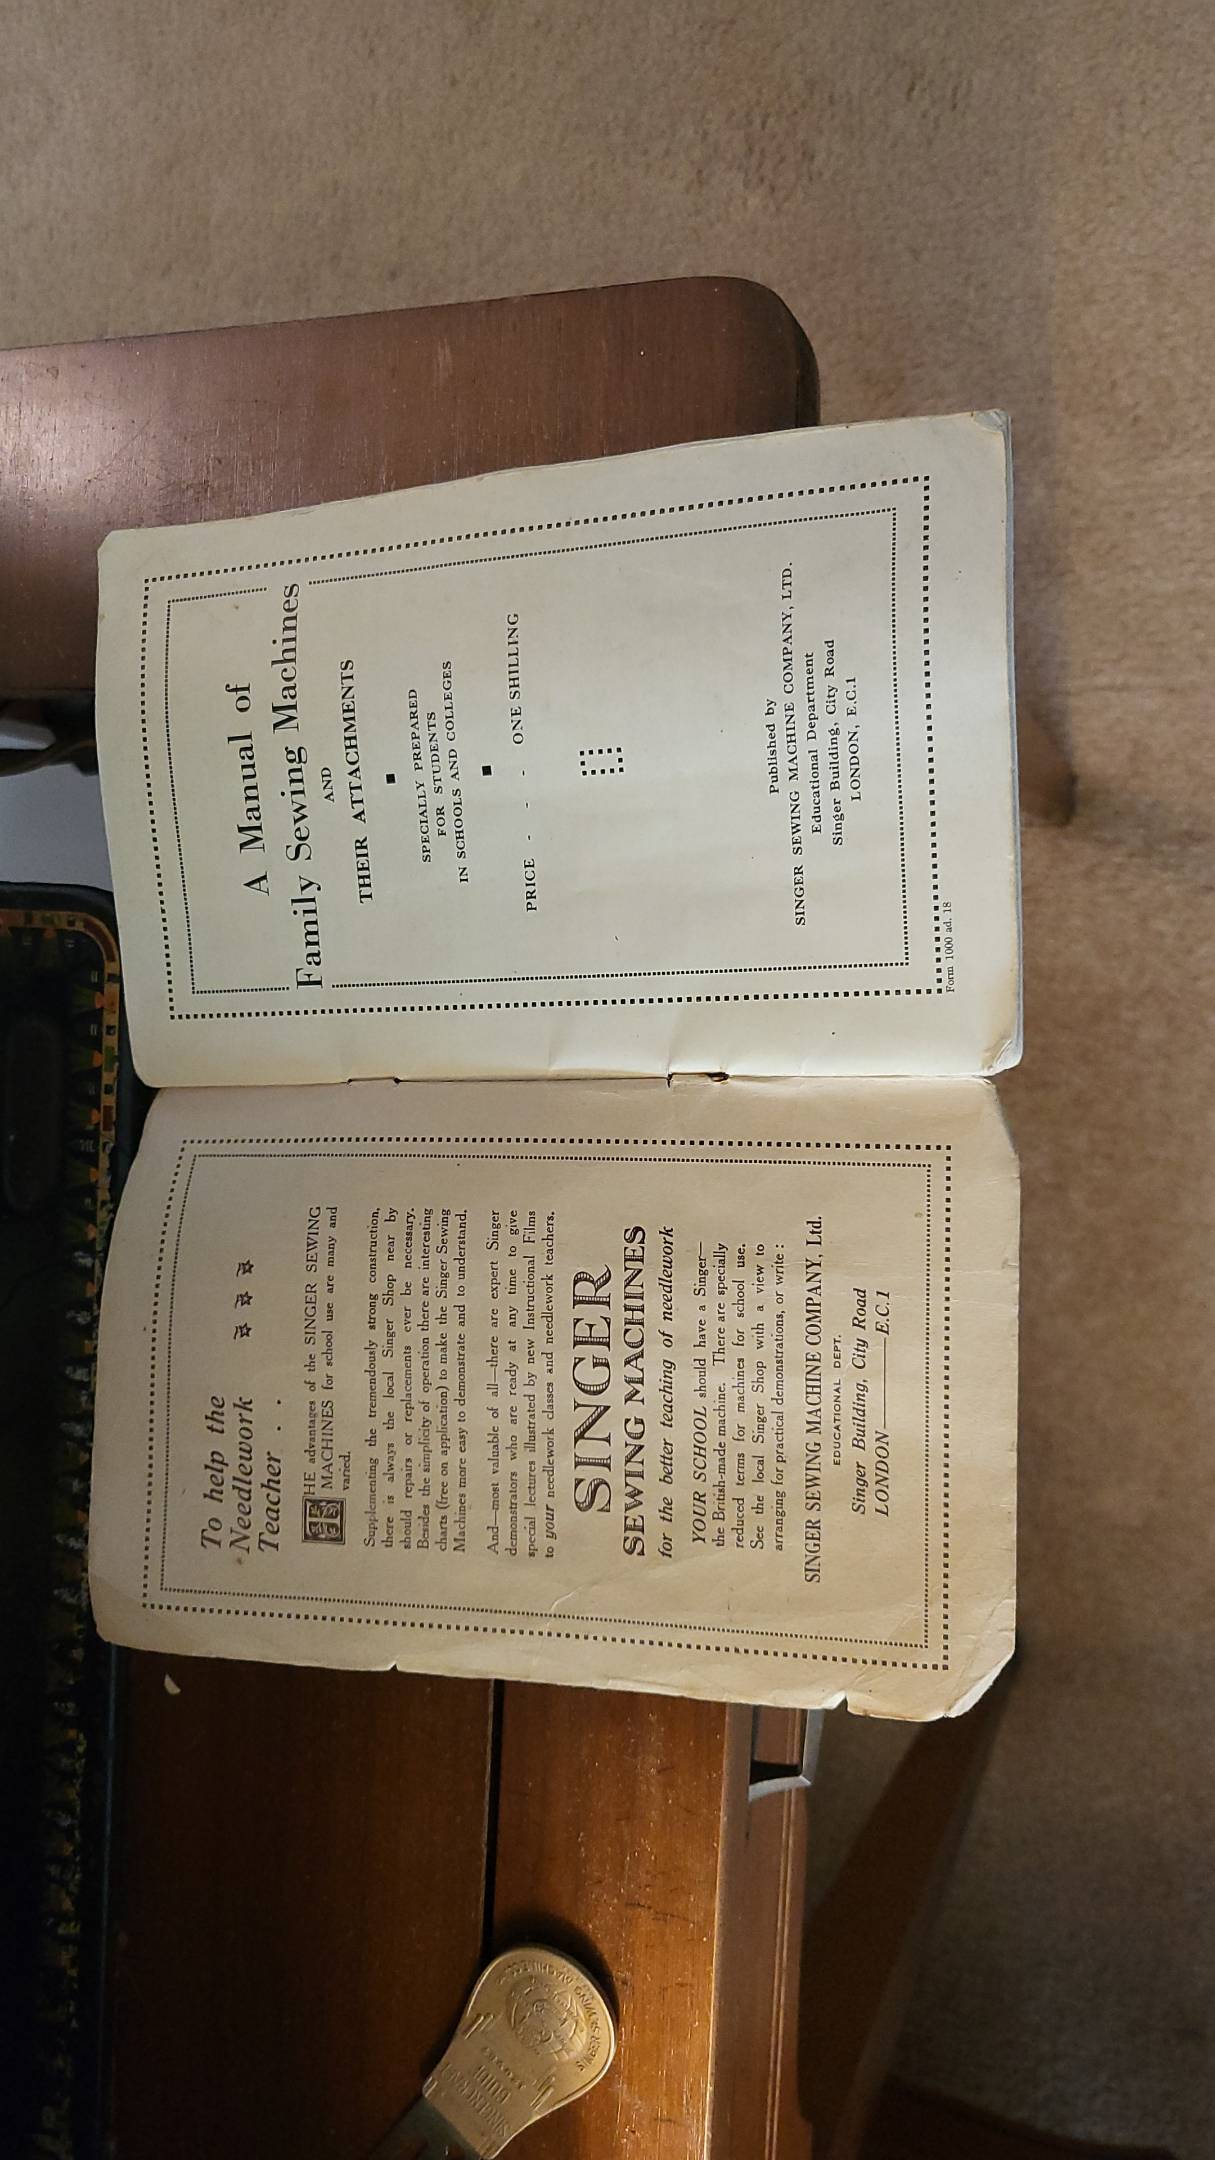 To help the
Needlework
Teacher . .
THE advantages of the SINGER SEWING
MACHINES for school use are many and
varied.
Supplementing the tremendously strong construction,
there is always the local Singer Shop near by
should repairs or replacements ever be necessary.
Besides the simplicity of operation there are interesting
charts (free on application) to make the Singer Sewing
Machines more easy to demonstrate and to understand.
And—most valuable of all—there are expert Singer
demonstrators who are ready at any time to give
special lectures illustrated by new Instructional Films
to your needlework classes and needlework teachers.
SINGER
SEWING MACHINES
for the better teaching of needlework
YOUR SCHOOL should have a Singer—
the British-made machine. There are specially
reduced terms for machines for school use.
See the local Singer Shop with a view to
arranging for practical demonstrations, or write :
SINGER SEWING MACHINE COMPANY, Ltd.
EDUCATIONAL DEPT.
Singer Building, City Road
LONDON———E.C.1
A Manual of
Family Sewing Machines
AND
THEIR ATTACHMENTS
SPECIALLY PREPARED
FOR STUDENTS
IN SCHOOLS AND COLLEGES
PRICE - - - ONE SHILLING
Published by
SINGER SEWING MACHINE COMPANY, LTD.
Educational Department
Singer Building, City Road
LONDON, E.C.1
Form 1000 ad. 18
SINGERCRAFT
GUIDE